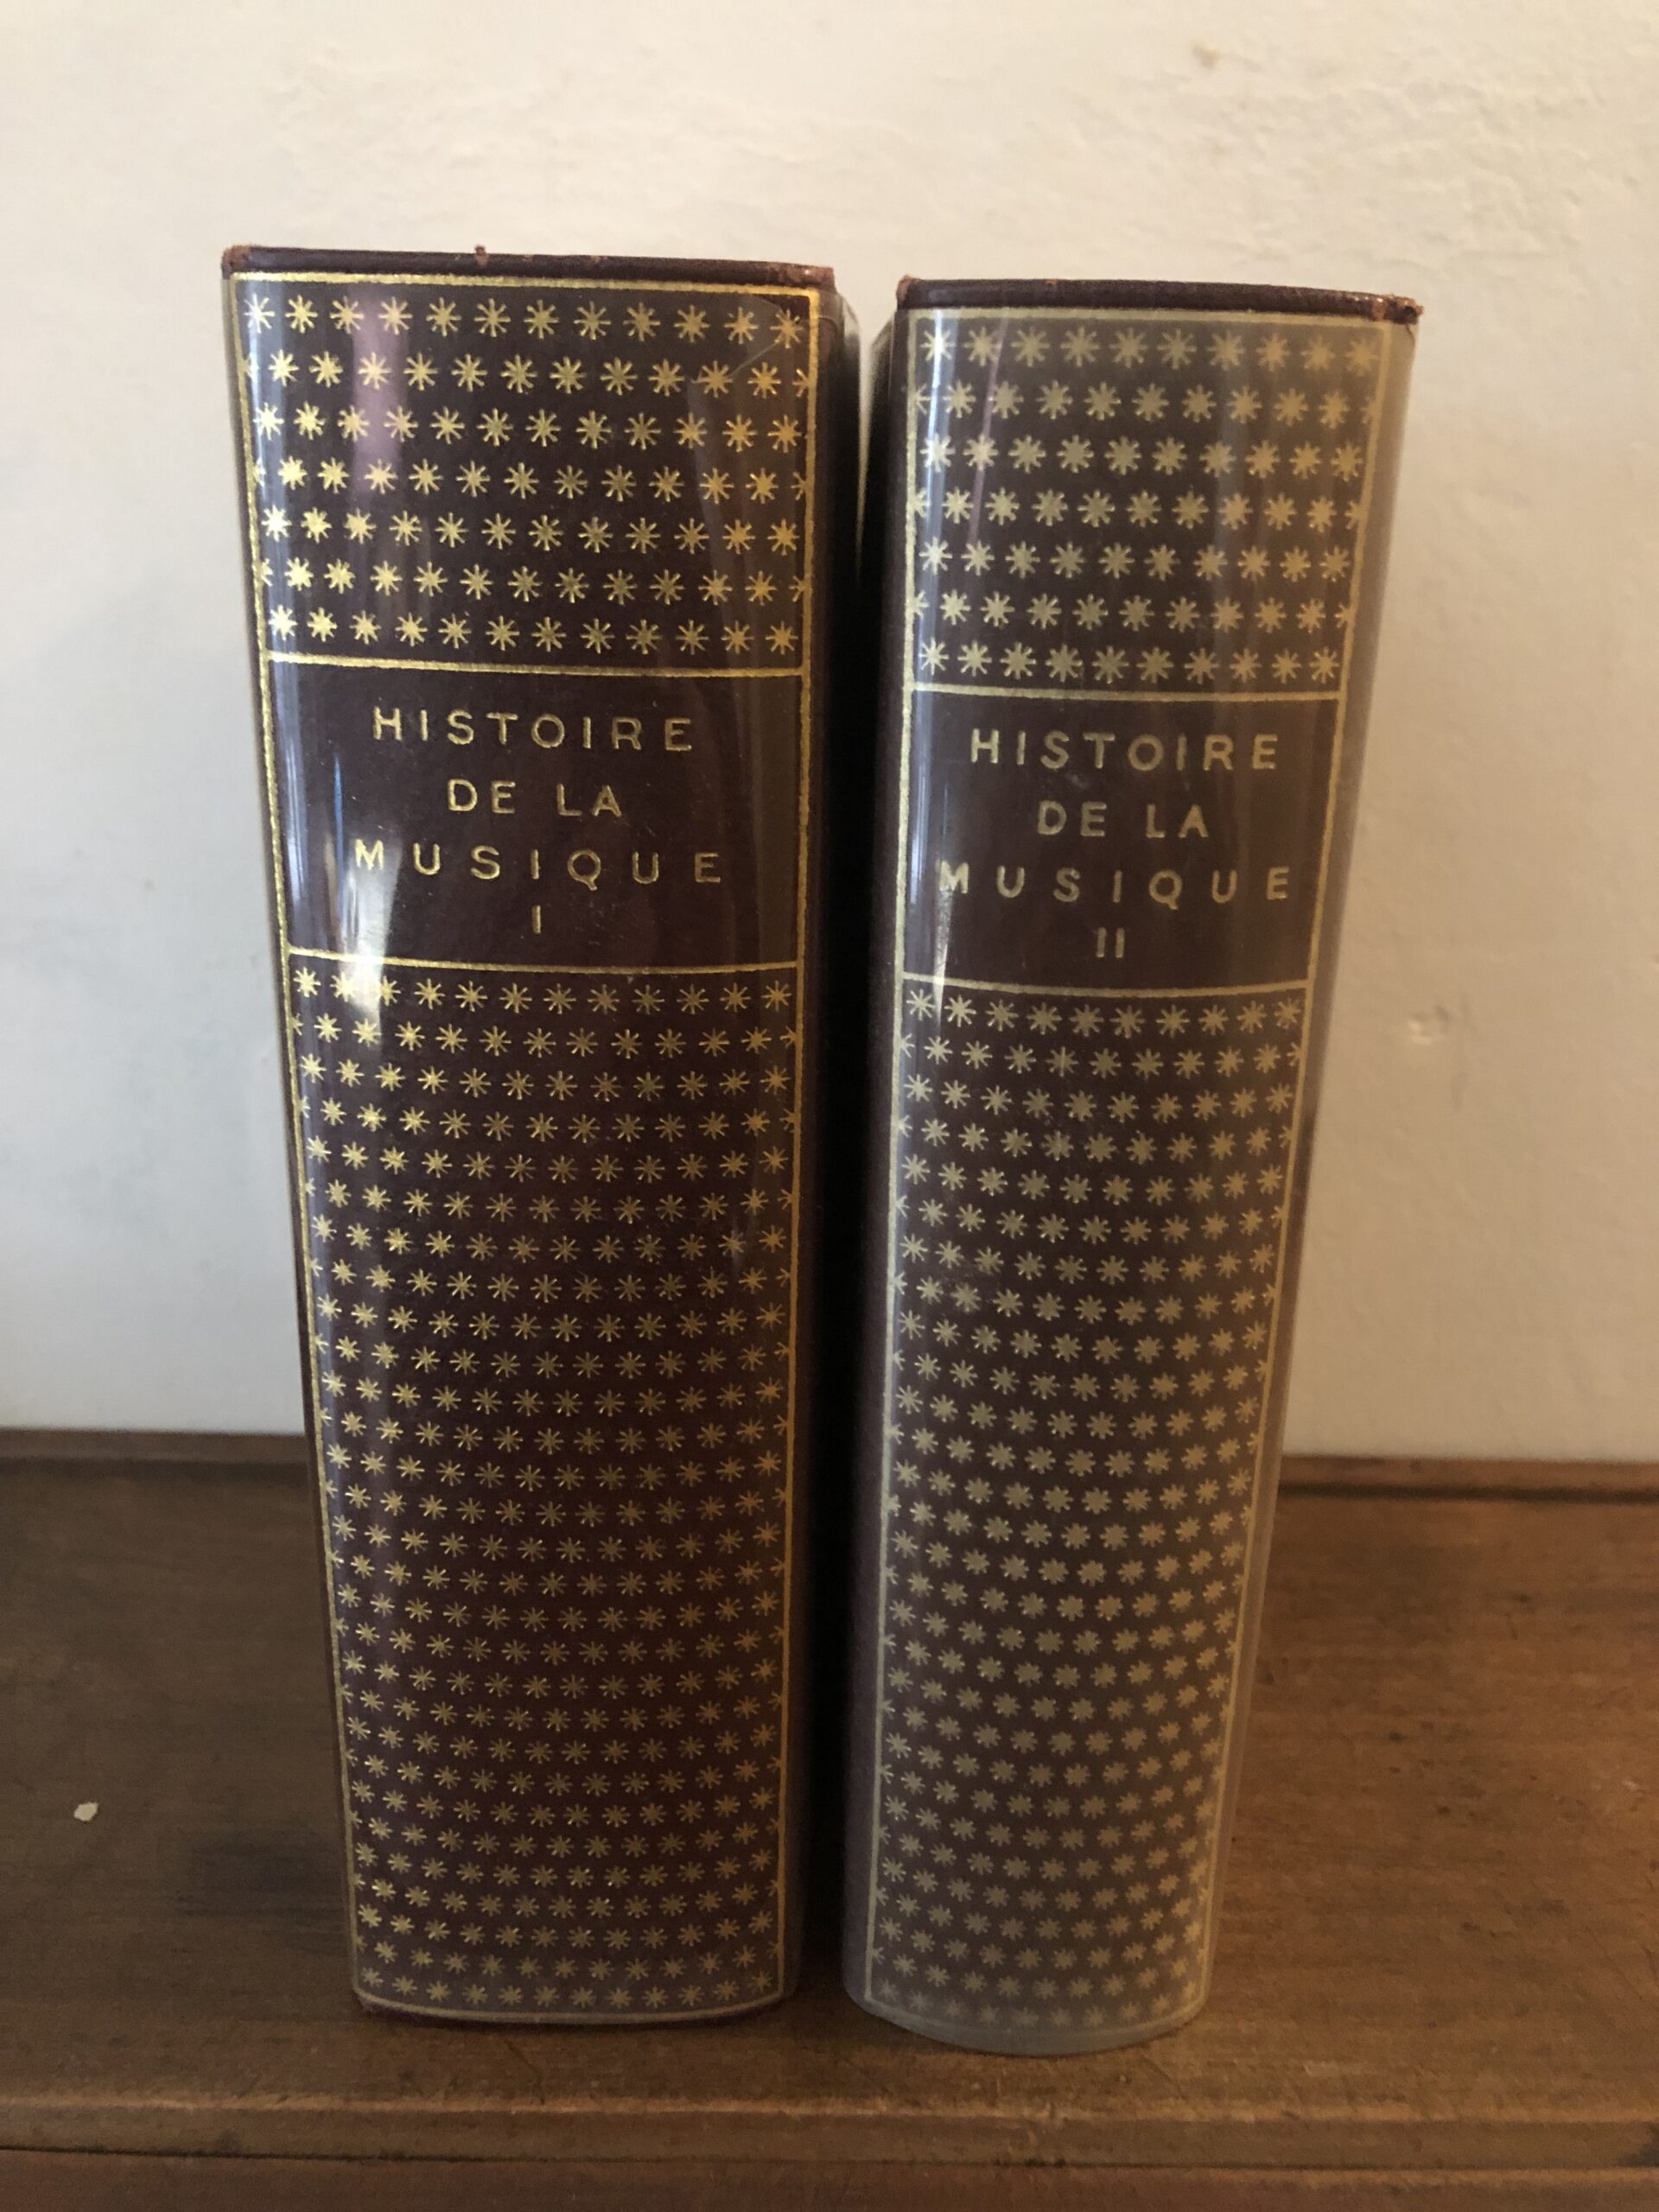 HISTOIRE
DE LA
MUSIQUE
I
HISTOIRE
DE LA
MUSIQUE
II